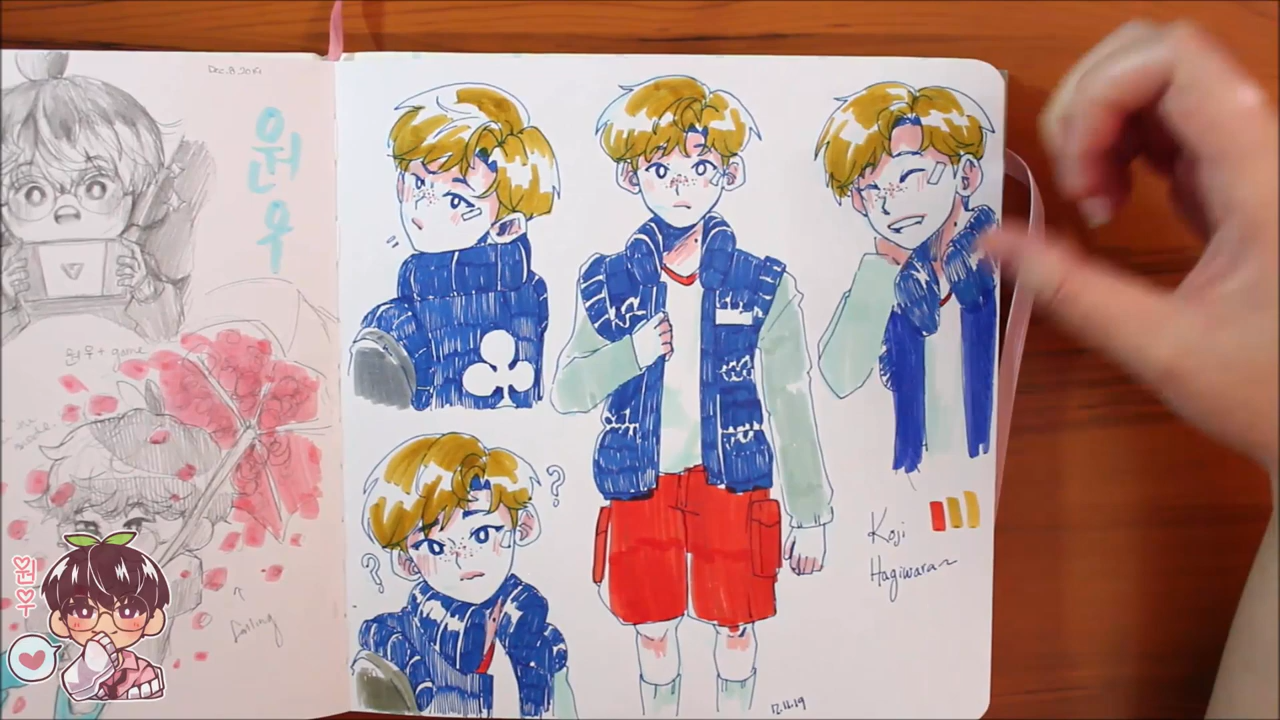 Dec. 8. 2019
원
우
원우 + game
falling
원
우
?
?
Koji
Hagiwara~
12.11.19